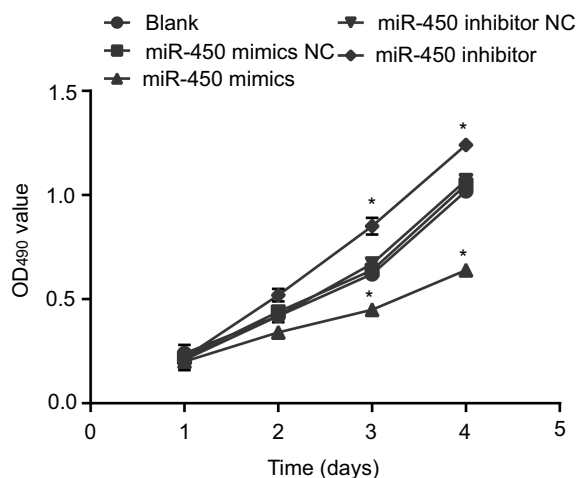 Blank
miR-450 mimics NC
miR-450 mimics
miR-450 inhibitor NC
miR-450 inhibitor
1.5
1.0
0.5
0.0
OD490 value
* *
* *
0 1 2 3 4 5
Time (days)